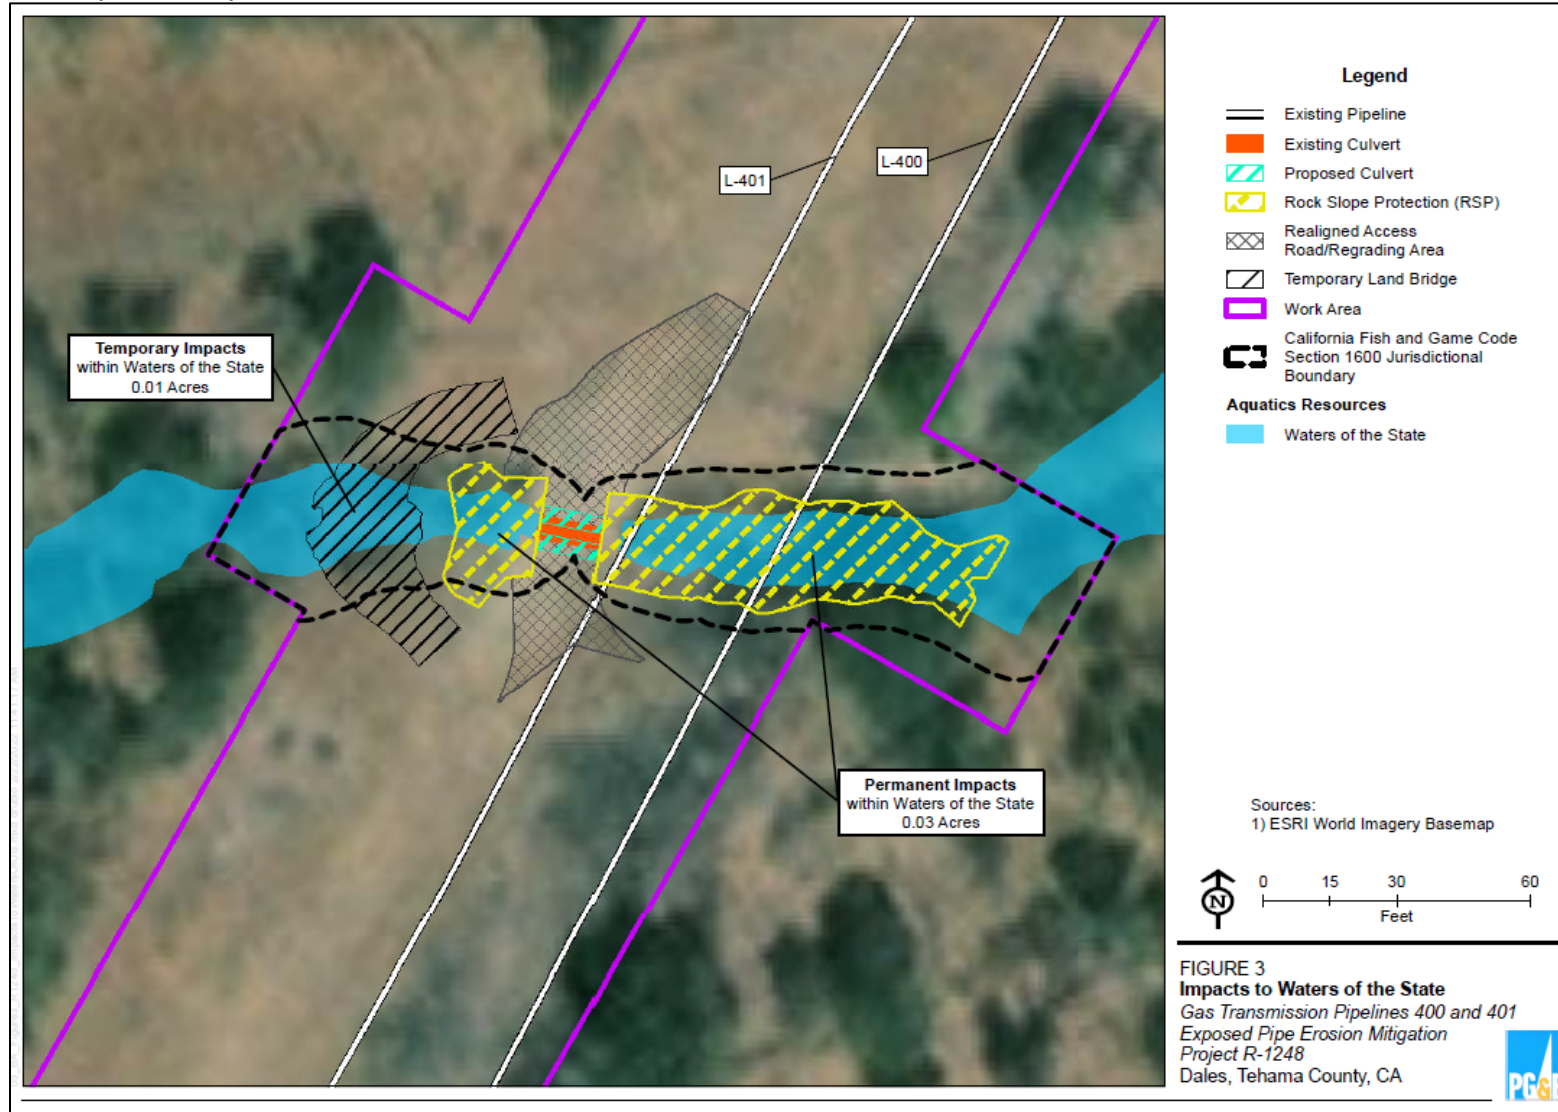 L-401
L-400
Temporary Impacts
within Waters of the State
0.01 Acres
Permanent Impacts
within Waters of the State
0.03 Acres
Legend
Existing Pipeline
Existing Culvert
Proposed Culvert
Rock Slope Protection (RSP)
Realigned Access
Road/Regrading Area
Temporary Land Bridge
Work Area
California Fish and Game Code
Section 1600 Jurisdictional
Boundary
Aquatics Resources
Waters of the State
Sources:
1) ESRI World Imagery Basemap
N
0 15 30 60
Feet
FIGURE 3
Impacts to Waters of the State
Gas Transmission Pipelines 400 and 401
Exposed Pipe Erosion Mitigation
Project R-1248
Dales, Tehama County, CA
PG&E